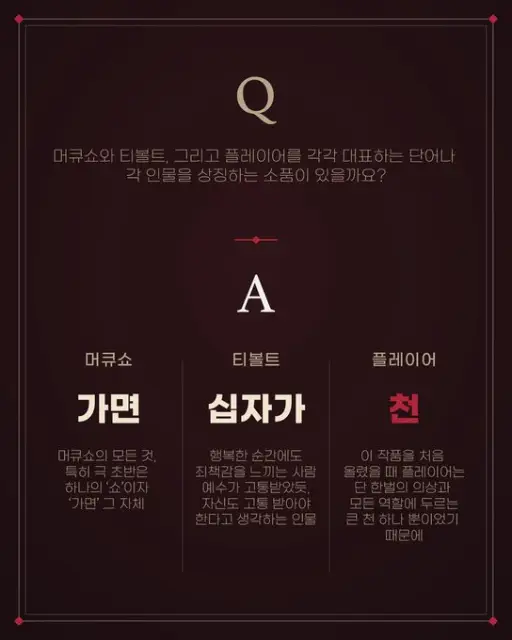 Q
머큐쇼와 티볼트, 그리고 플레이어를 각각 대표하는 단어나
각 인물을 상징하는 소품이 있을까요?
A
머큐쇼
가면
머큐쇼의 모든 것,
특히 극 초반은
하나의 '쇼'이자
'가면' 그 자체
티볼트
십자가
행복한 순간에도
죄책감을 느끼는 사람
예수가 고통받았듯,
자신도 고통 받아야
한다고 생각하는 인물
플레이어
천
이 작품을 처음
올렸을 때 플레이어는
단 한벌의 의상과
모든 역할에 두르는
큰 천 하나 뿐이었기
때문에